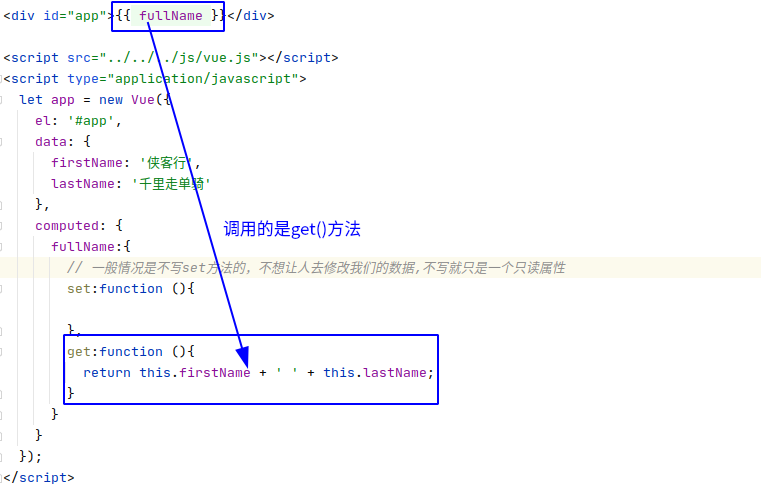 <div id="app">{{ fullName }}</div>
<script src="../../../js/vue.js"></script>
<script type="application/javascript">
let app = new Vue({
el: '#app',
data: {
firstName: '侠客行',
lastName: '千里走单骑'
},
computed: {
调用的是get()方法
fullName:{
// 一般情况是不写set方法的, 不想让人去修改我们的数据,不写就只是一个只读属性
set:function (){
},
get:function (){
return this.firstName + ' ' + this.lastName;
}
}
}
});
</script>